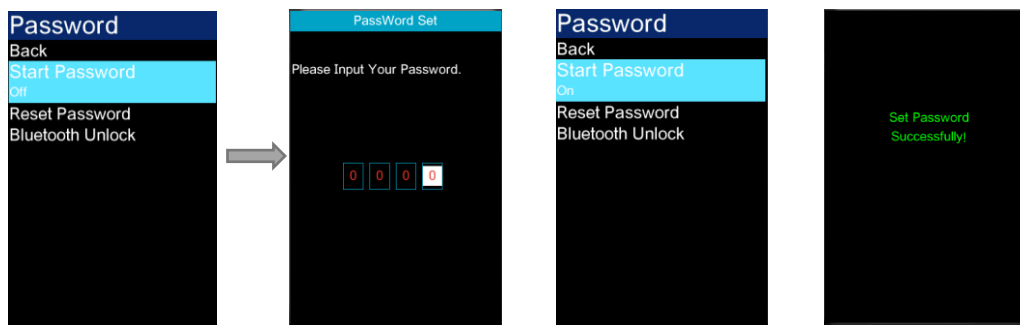 Password
Back
Start Password
Off
Reset Password
Bluetooth Unlock
PassWord Set
Please Input Your Password.
0 0 0 0
Password
Back
Start Password
On
Reset Password
Bluetooth Unlock
Set Password
Successfully!